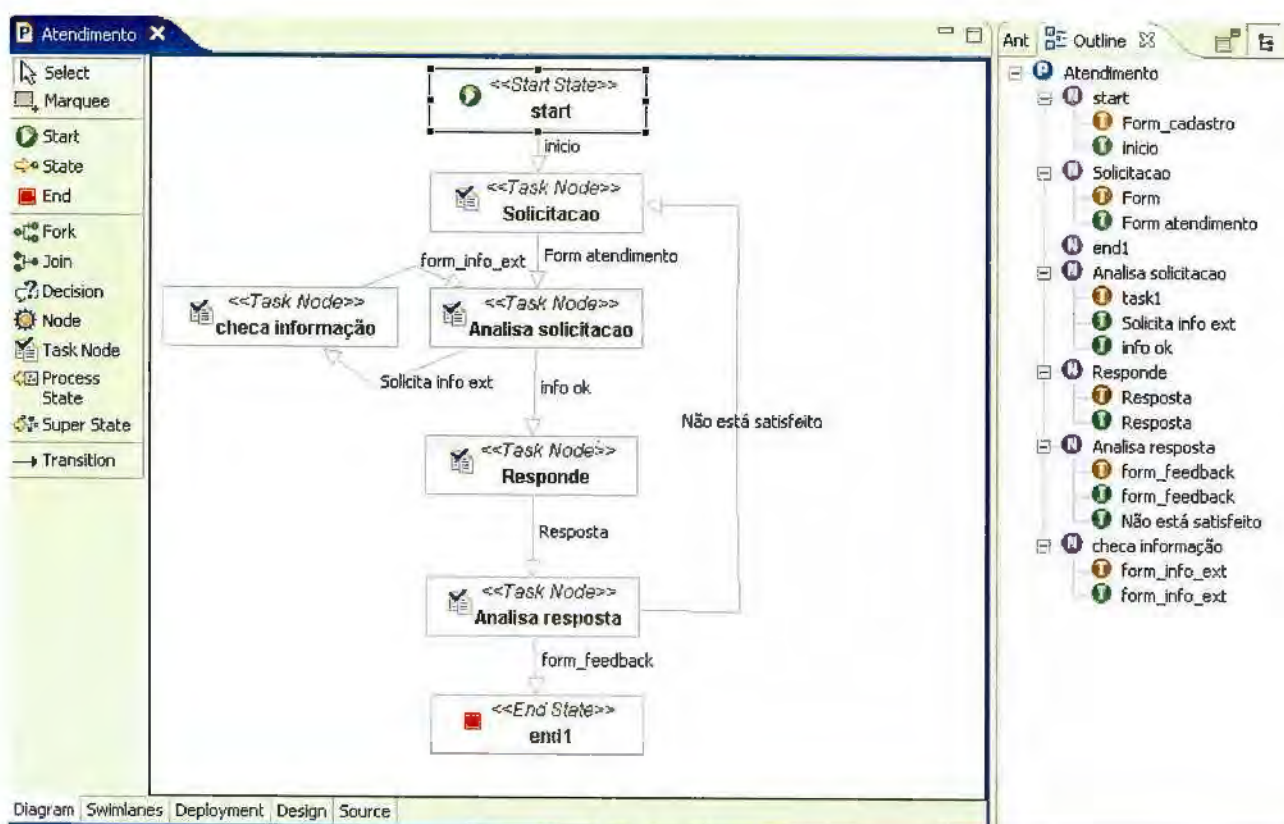 Atendimento
Select
Marquee
Start
State
End
Fork
Join
Decision
Node
Task Node
Process
State
Super State
Transition
<<Start State>>
start
inicio
<<Task Node>>
Solicitacao
Form atendimento
form_info_ext
<<Task Node>>
checa informação
<<Task Node>>
Analisa solicitacao
Solicita info ext
info ok
Não está satisfeito
<<Task Node>>
Responde
Resposta
<<Task Node>>
Analisa resposta
form_feedback
<<End State>>
end1
Diagram Swimlanes Deployment Design Source
Ant Outline
Atendimento
start
Form_cadastro
inicio
Solicitacao
Form
Form atendimento
end1
Analisa solicitacao
task1
Solicita info ext
info ok
Responde
Resposta
Resposta
Analisa resposta
form_feedback
form_feedback
Não está satisfeito
checa informação
form_info_ext
form_info_ext